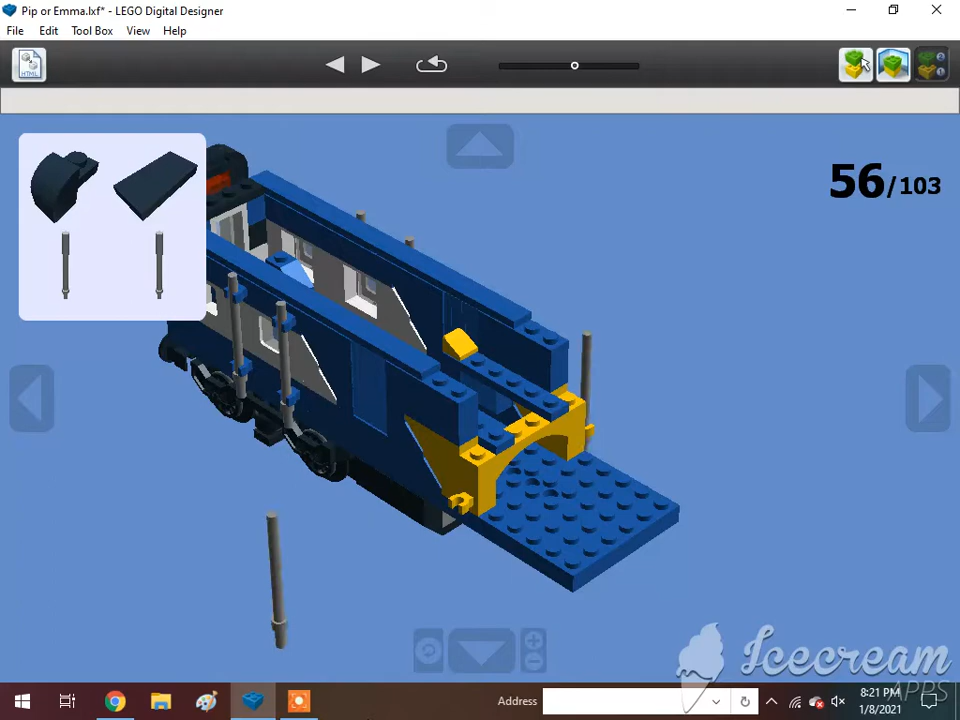 Pip or Emma.lxf* - LEGO Digital Designer
File Edit Tool Box View Help
HTML
56/103
Icecream
APPS
Address
8:21 PM
1/8/2021